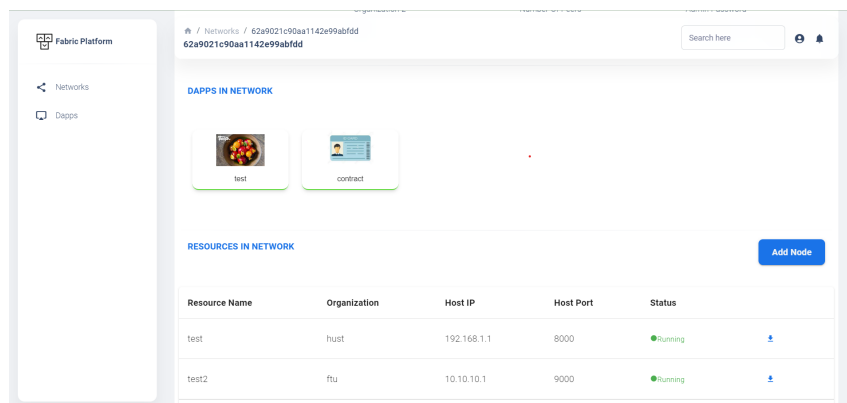 Fabric Platform
Networks
Dapps
/ Networks / 62a9021c90aa1142e99abfdd
62a9021c90aa1142e99abfdd
Search here
DAPPS IN NETWORK
test
contract
RESOURCES IN NETWORK
Add Node
Resource Name Organization Host IP Host Port Status
test hust 192.168.1.1 8000 Running
test2 ftu 10.10.10.1 9000 Running